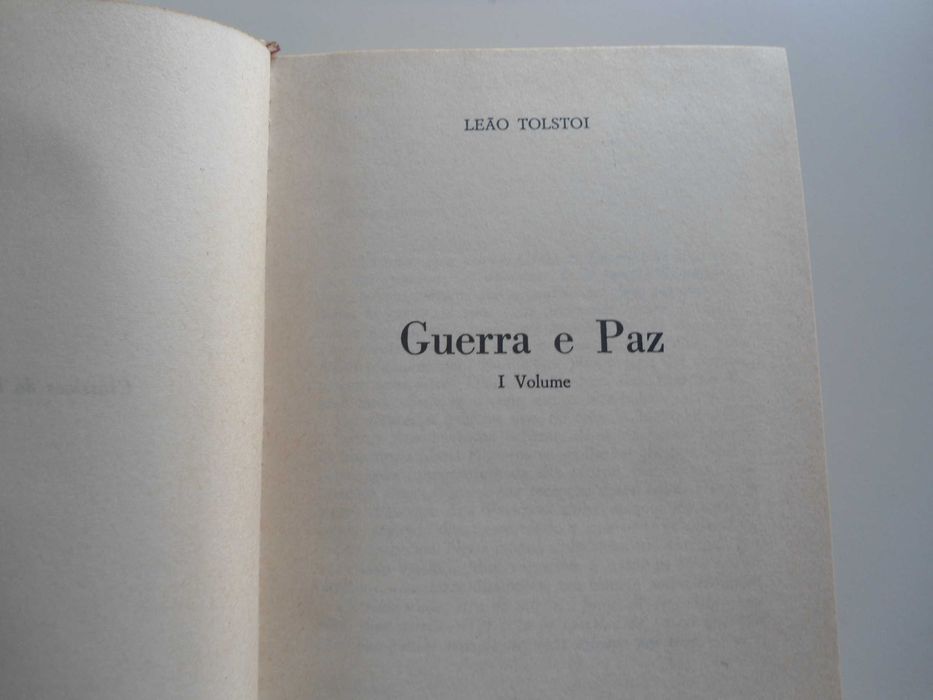 LEÃO TOLSTOI
Guerra e Paz
I Volume